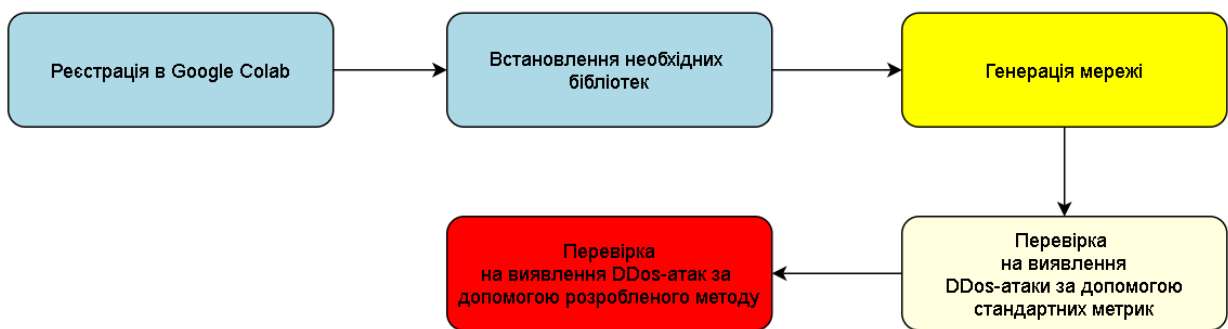 Реєстрація в Google Colab
Встановлення необхідних
бібліотек
Генерація мережі
Перевірка
на виявлення
DDos-атаки за допомогою
стандартних метрик
Перевірка
на виявлення DDos-атак за
допомогою розробленого методу